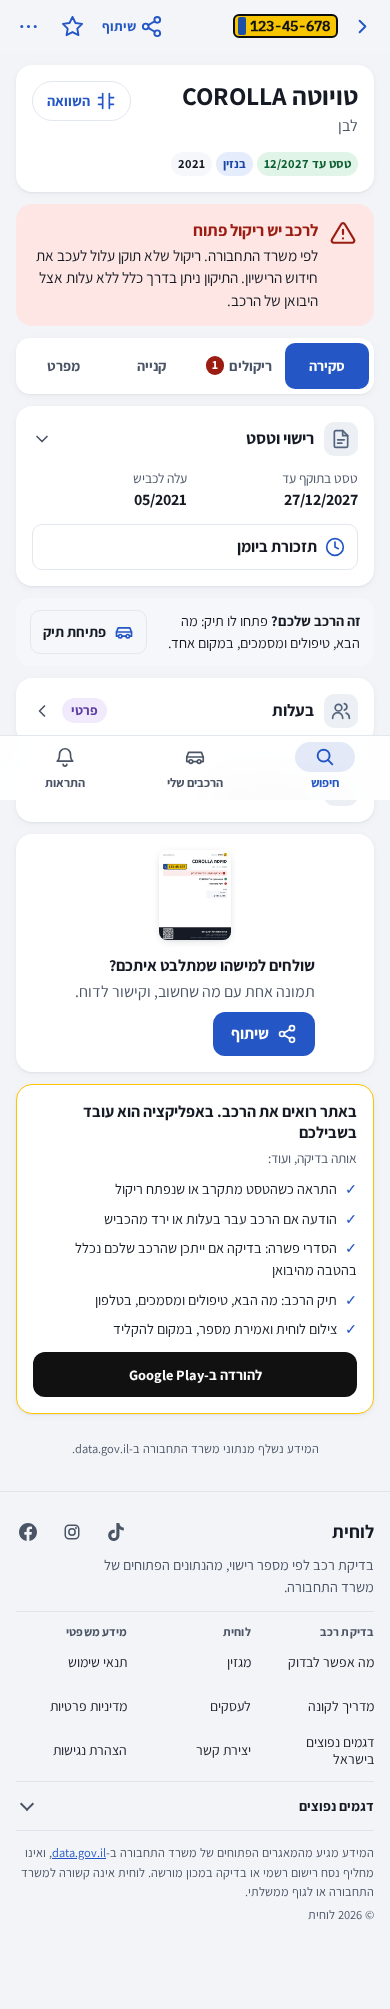 123-45-678
שיתוף
טויוטה COROLLA
השוואה
לבן
טסט עד 12/2027
בנזין
2021
לרכב יש ריקול פתוח
לפי משרד התחבורה. ריקול שלא תוקן עלול לעכב את
חידוש הרישיון. התיקון ניתן בדרך כלל ללא עלות אצל
היבואן של הרכב.
סקירה
ריקולים 1
קנייה
מפרט
רישוי וטסט
טסט בתוקף עד
עלה לכביש
27/12/2027
05/2021
תזכורת ביומן
זה הרכב שלכם? פתחו לו תיק: מה
הבא, טיפולים ומסמכים, במקום אחד.
פתיחת תיק
בעלות
פרטי
חיפוש
הרכבים שלי
התראות
שולחים למישהו שמתלבט איתכם?
תמונה אחת עם מה שחשוב, וקישור לדוח.
שיתוף
באתר רואים את הרכב. באפליקציה הוא עובד
בשבילכם
אותה בדיקה, ועוד:
✓ התראה כשהטסט מתקרב או שנפתח ריקול
✓ הודעה אם הרכב עבר בעלות או ירד מהכביש
✓ הסדרי פשרה: בדיקה אם ייתכן שהרכב שלכם נכלל
בהטבה מהיבואן
✓ תיק הרכב: מה הבא, טיפולים ומסמכים, בטלפון
✓ צילום לוחית ואמירת מספר, במקום להקליד
להורדה ב-Google Play
המידע נשלף מנתוני משרד התחבורה ב-data.gov.il.
לוחית
בדיקת רכב לפי מספר רישוי, מהנתונים הפתוחים של
משרד התחבורה.
בדיקת רכב
לוחית
מידע משפטי
מה אפשר לבדוק
מגזין
תנאי שימוש
מדריך לקונה
לעסקים
מדיניות פרטיות
דגמים נפוצים
בישראל
יצירת קשר
הצהרת נגישות
דגמים נפוצים
המידע מגיע מהמאגרים הפתוחים של משרד התחבורה ב-data.gov.il, ואינו
מחליף נסח רישום רשמי או בדיקה במכון מורשה. לוחית אינה קשורה למשרד
התחבורה או לגוף ממשלתי.
© 2026 לוחית